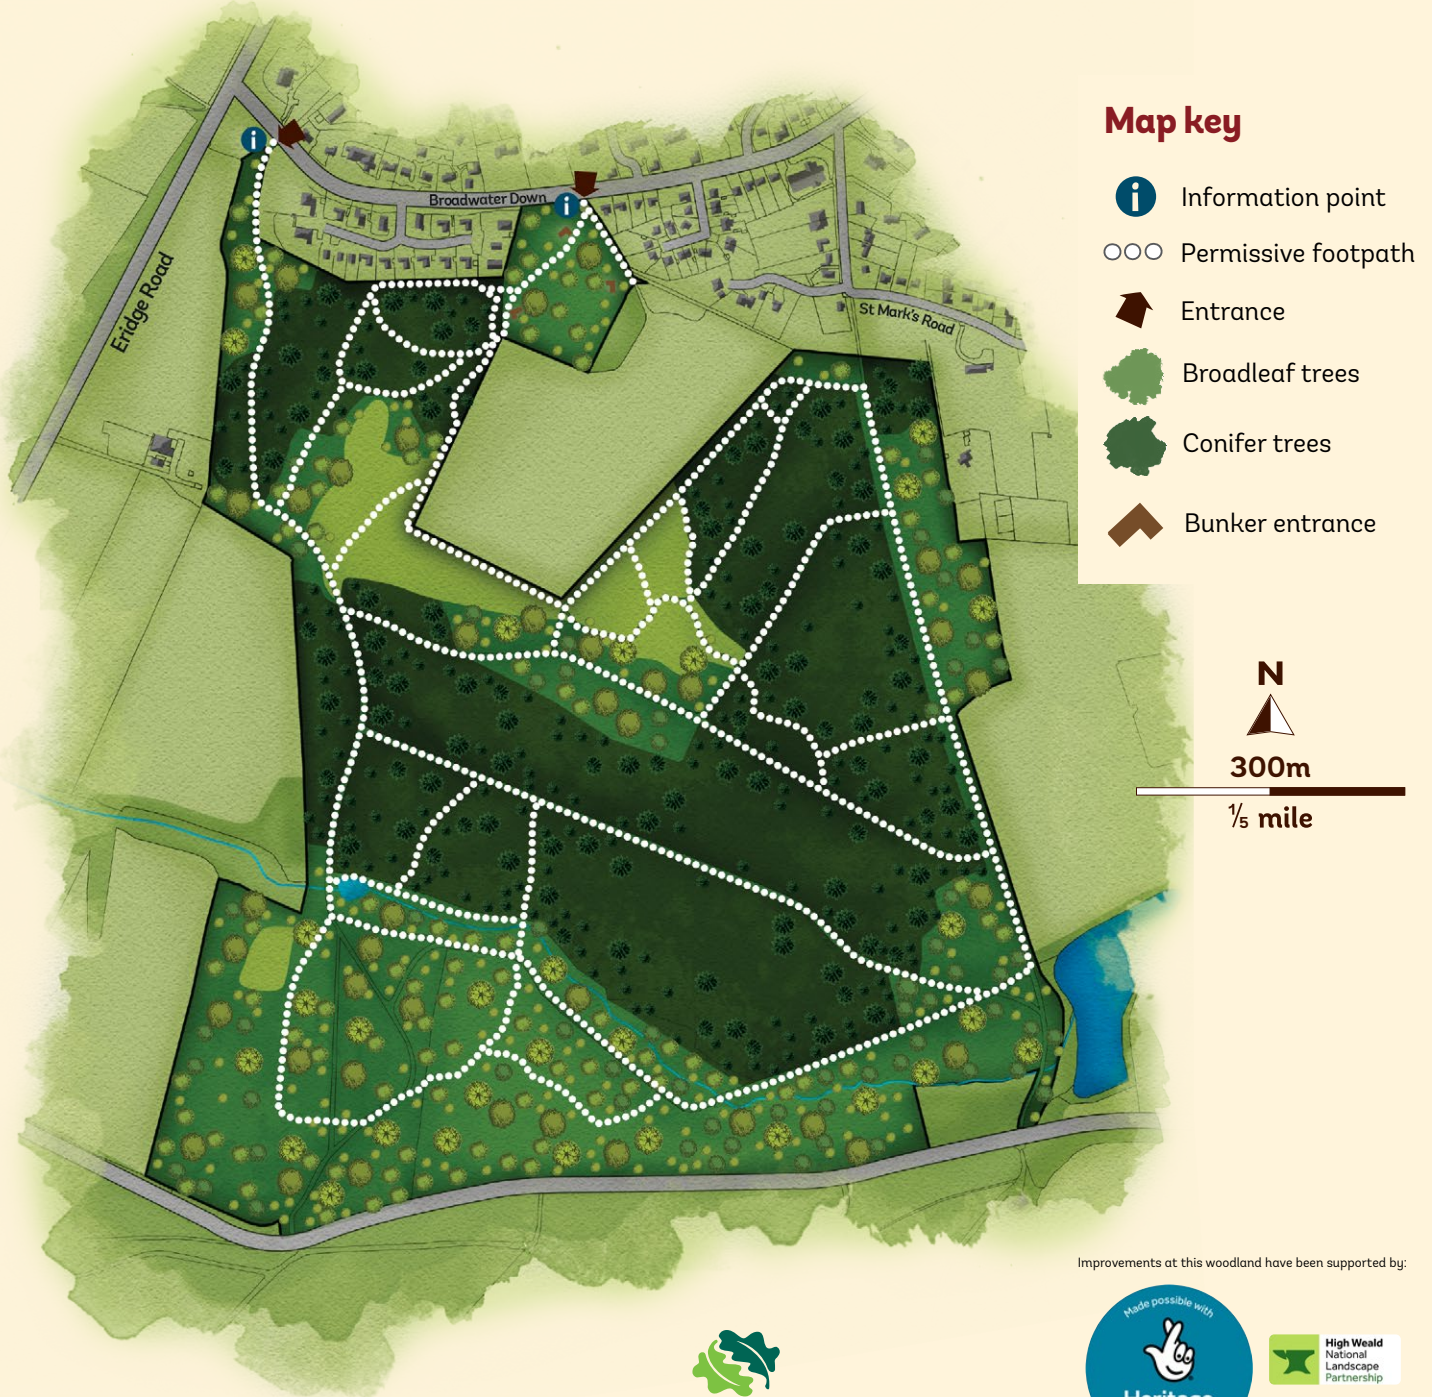 Map key
Information point
Permissive footpath
Entrance
Broadleaf trees
Conifer trees
Bunker entrance
Broadwater Down
Eridge Road
St Mark's Road
N
300m
⅕ mile
Improvements at this woodland have been supported by:
Made possible with
Heritage
High Weald
National
Landscape
Partnership